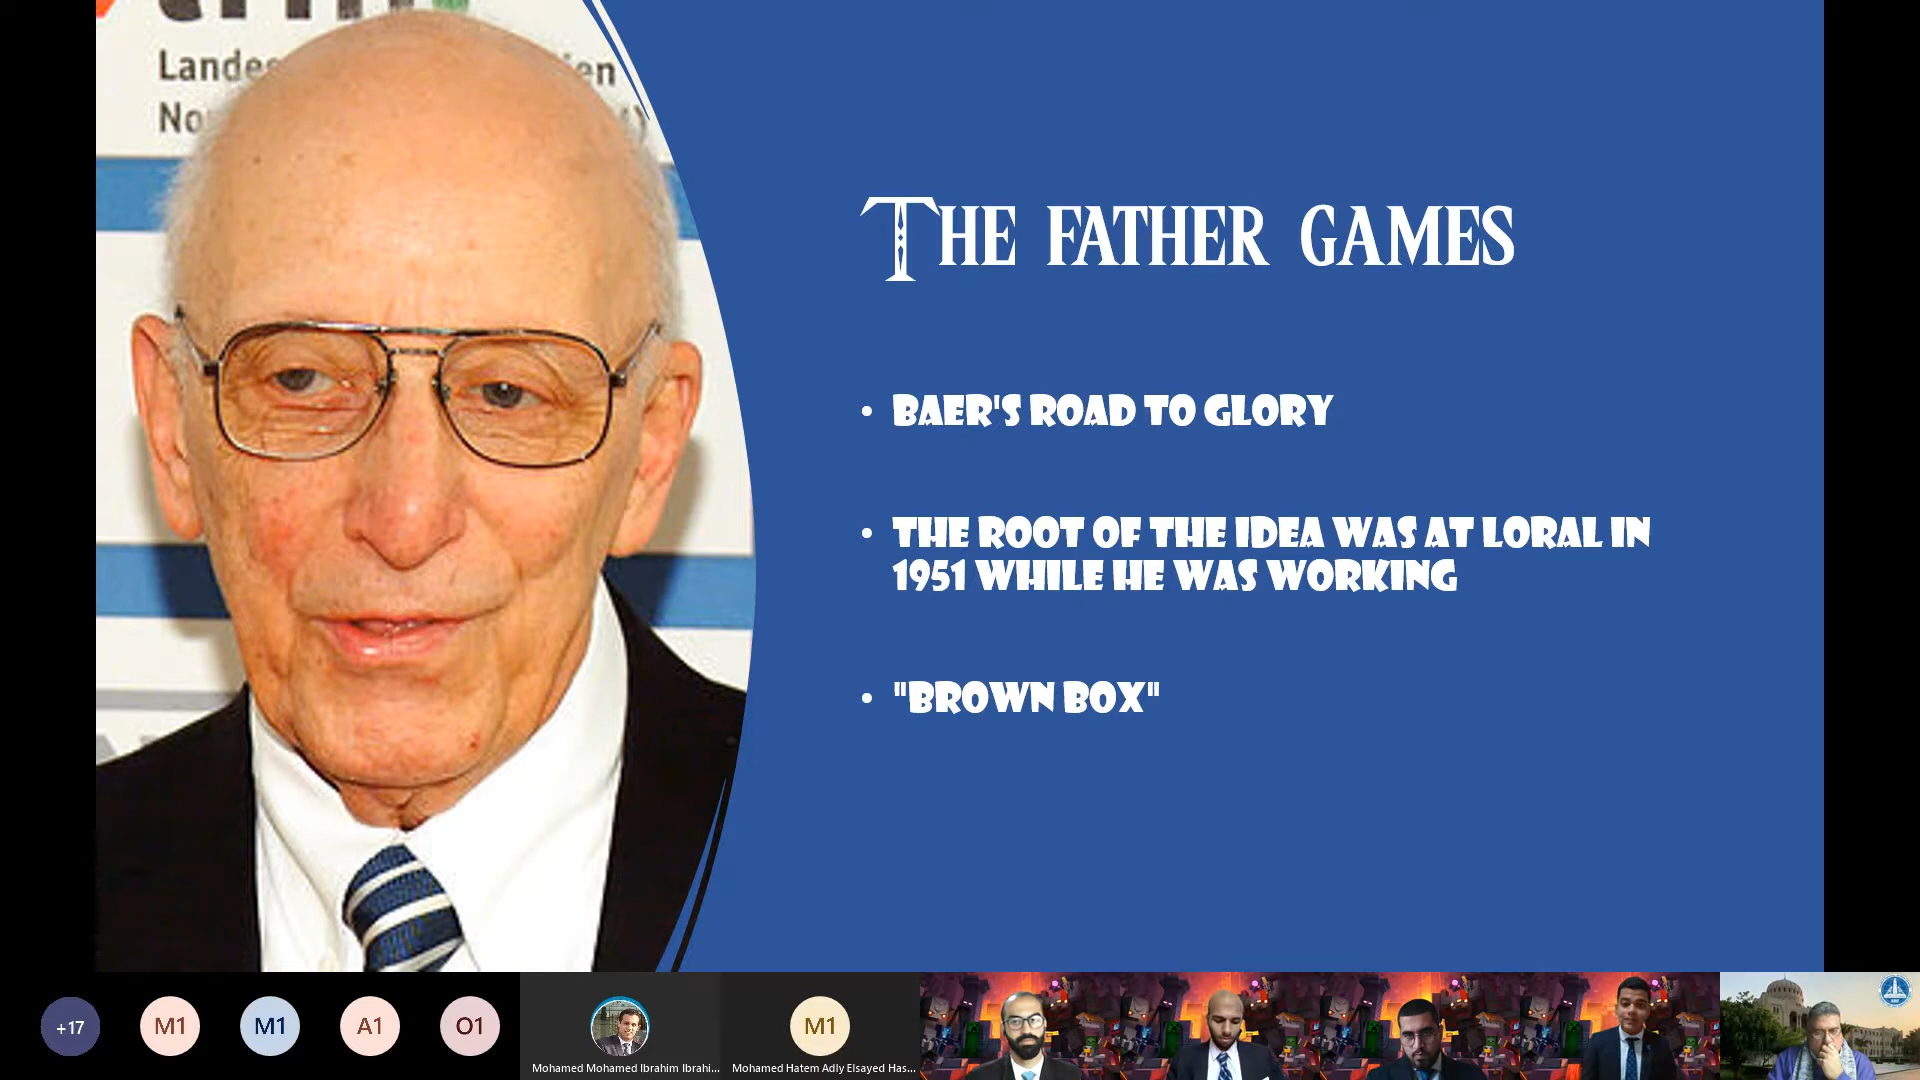 Landes
en
No
THE FATHER GAMES
• BAER'S ROAD TO GLORY
• THE ROOT OF THE IDEA WAS AT LORAL IN
1951 WHILE HE WAS WORKING
• "BROWN BOX"
+17
M1
M1
A1
O1
Mohamed Mohamed Ibrahim Ibrahi...
M1
Mohamed Hatem Adly Elsayed Has...